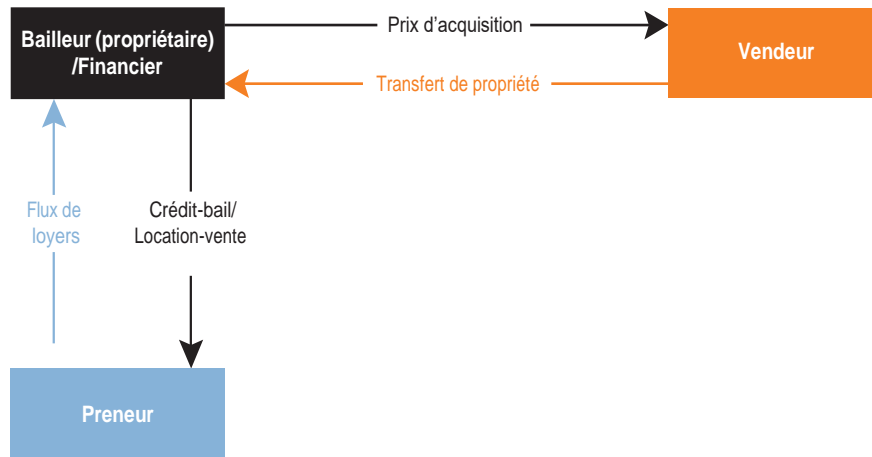 Bailleur (propriétaire)
/Financier
Prix d’acquisition
Vendeur
Transfert de propriété
Flux de
loyers
Crédit-bail/
Location-vente
Preneur